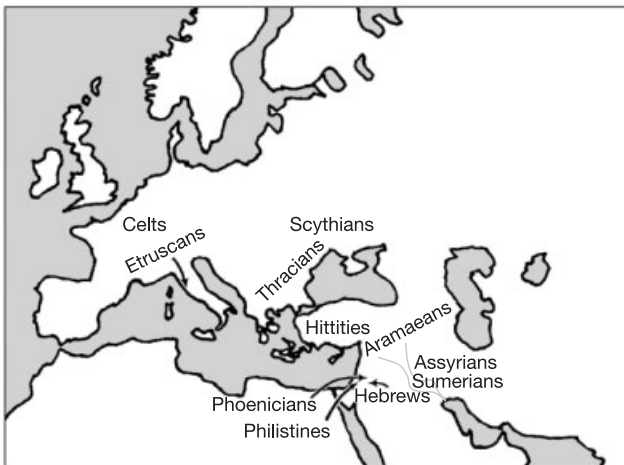 Celts
Scythians
Etruscans
Thracians
Hittities
Aramaeans
Assyrians
Sumerians
Phoenicians
Hebrews
Philistines